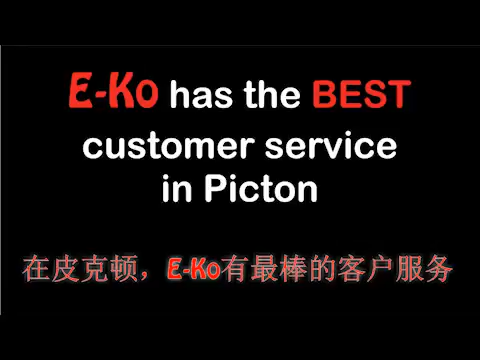 E-Ko has the BEST
customer service
in Picton
在皮克顿，E-Ko有最棒的客户服务